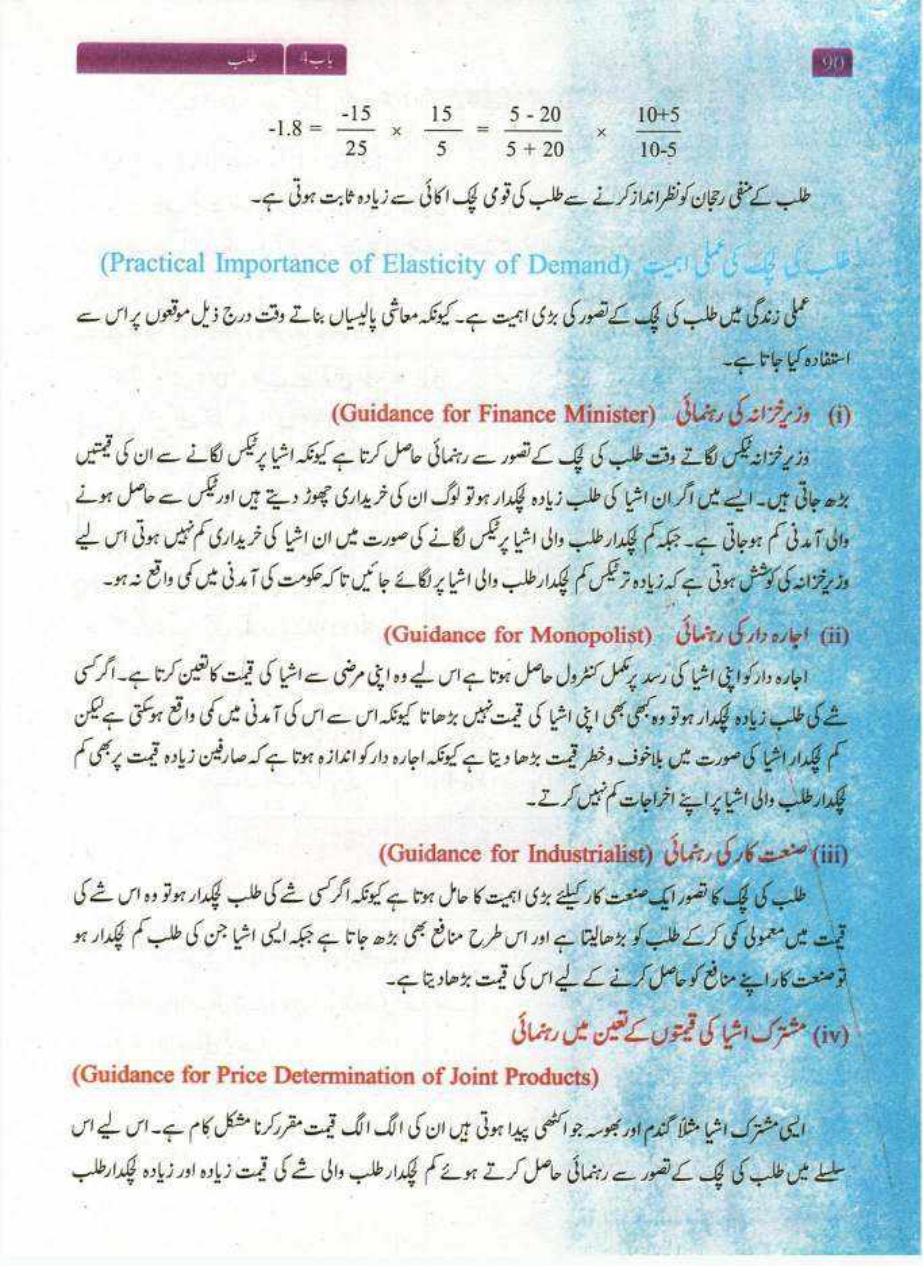 90
باب 4 طلب
-1.8 = -15/25 × 15/5 = 5 - 20/5 + 20 × 10+5/10-5
طلب کے منفی رجحان کو نظر انداز کرنے سے طلب کی قومی لچک اکائی سے زیادہ ثابت ہوتی ہے۔
طلب کی لچک کی عملی اہمیت (Practical Importance of Elasticity of Demand)
عملی زندگی میں طلب کی لچک کے تصور کی بڑی اہمیت ہے۔ کیونکہ معاشی پالیسیاں بناتے وقت درج ذیل موقعوں پر اس سے
استفادہ کیا جاتا ہے۔
(i) وزیر خزانہ کی رہنمائی (Guidance for Finance Minister)
وزیر خزانہ ٹیکس لگاتے وقت طلب کی لچک کے تصور سے رہنمائی حاصل کرتا ہے کیونکہ اشیا پر ٹیکس لگانے سے ان کی قیمتیں
بڑھ جاتی ہیں۔ ایسے میں اگر ان اشیا کی طلب زیادہ لچکدار ہو تو لوگ ان کی خریداری چھوڑ دیتے ہیں اور ٹیکس سے حاصل ہونے
والی آمدنی کم ہو جاتی ہے۔ جبکہ کم لچکدار طلب والی اشیا پر ٹیکس لگانے کی صورت میں ان اشیا کی خریداری کم نہیں ہوتی اس لیے
وزیر خزانہ کی کوشش ہوتی ہے کہ زیادہ تر ٹیکس کم لچکدار طلب والی اشیا پر لگائے جائیں تاکہ حکومت کی آمدنی میں کمی واقع نہ ہو۔
(ii) اجارہ دار کی رہنمائی (Guidance for Monopolist)
اجارہ دار کو اپنی اشیا کی رسد پر مکمل کنٹرول حاصل ہوتا ہے اس لیے وہ اپنی مرضی سے اشیا کی قیمت کا تعین کرتا ہے۔ اگر کسی
شے کی طلب زیادہ لچکدار ہو تو وہ کبھی بھی اپنی اشیا کی قیمت نہیں بڑھاتا کیونکہ اس سے اس کی آمدنی میں کمی واقع ہو سکتی ہے لیکن
کم لچکدار اشیا کی صورت میں بلا خوف و خطر قیمت بڑھا دیتا ہے کیونکہ اجارہ دار کو اندازہ ہوتا ہے کہ صارفین زیادہ قیمت پر بھی کم
لچکدار طلب والی اشیا پر اپنے اخراجات کم نہیں کرتے۔
(iii) صنعت کار کی رہنمائی (Guidance for Industrialist)
طلب کی لچک کا تصور ایک صنعت کار کیلئے بڑی اہمیت کا حامل ہوتا ہے کیونکہ اگر کسی شے کی طلب لچکدار ہو تو وہ اس شے کی
قیمت میں معمولی کمی کر کے طلب کو بڑھا لیتا ہے اور اس طرح منافع بھی بڑھ جاتا ہے جبکہ ایسی اشیا جن کی طلب کم لچکدار ہو
تو صنعت کار اپنے منافع کو حاصل کرنے کے لیے اس کی قیمت بڑھا دیتا ہے۔
(iv) مشترک اشیا کی قیمتوں کے تعین میں رہنمائی
(Guidance for Price Determination of Joint Products)
ایسی مشترک اشیا مثلاً گندم اور بھوسہ جو اکٹھی پیدا ہوتی ہیں ان کی الگ الگ قیمت مقرر کرنا مشکل کام ہے۔ اس لیے اس
سلسلے میں طلب کی لچک کے تصور سے رہنمائی حاصل کرتے ہوئے کم لچکدار طلب والی شے کی قیمت زیادہ اور زیادہ لچکدار طلب